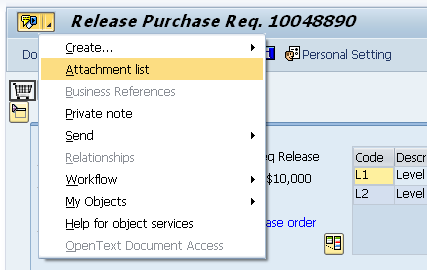 Release Purchase Req. 10048890
Do
Personal Setting
Create...
Attachment list
Business References
Private note
Send
Relationships
Workflow
My Objects
Help for object services
OpenText Document Access
eq Release
$10,000
ase order
Code Descr
L1 Level
L2 Level